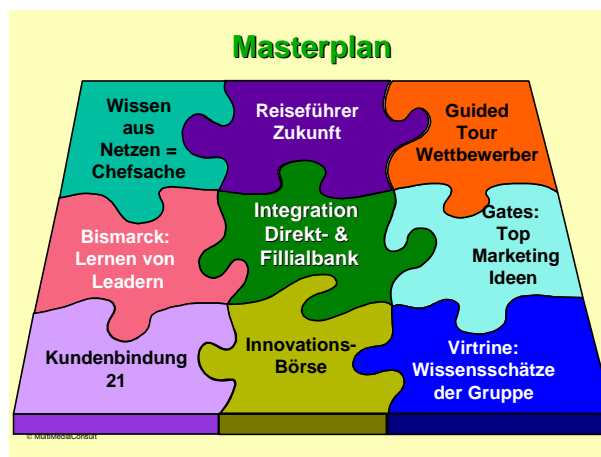 Masterplan
Wissen
aus
Netzen =
Chefsache
Reiseführer
Zukunft
Guided
Tour
Wettbewerber
Bismarck:
Lernen von
Leadern
Integration
Direkt- &
Fillialbank
Gates:
Top
Marketing
Ideen
Kundenbindung
21
Innovations-
Börse
Virtrine:
Wissensschätze
der Gruppe
© MultiMediaConsult